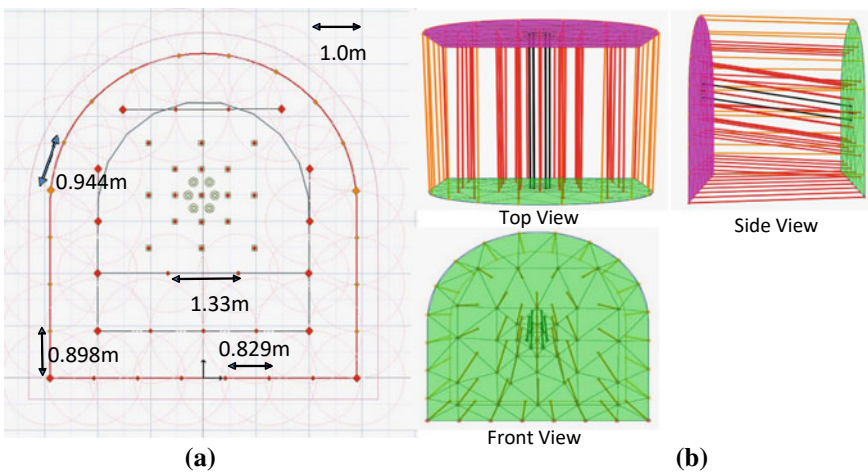 1.0m
0.944m
1.33m
0.898m
0.829m
(a)
Top View
Side View
Front View
(b)